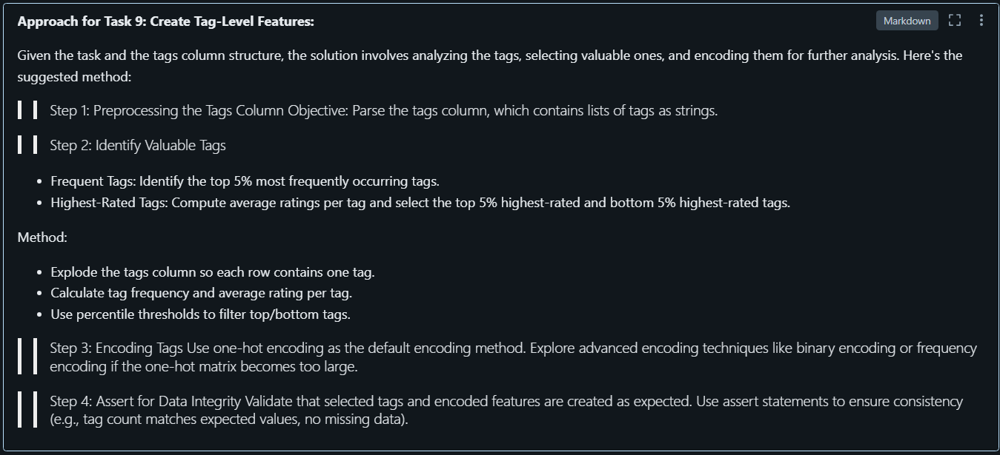 Approach for Task 9: Create Tag-Level Features:
Markdown
Given the task and the tags column structure, the solution involves analyzing the tags, selecting valuable ones, and encoding them for further analysis. Here's the
suggested method:
Step 1: Preprocessing the Tags Column Objective: Parse the tags column, which contains lists of tags as strings.
Step 2: Identify Valuable Tags
• Frequent Tags: Identify the top 5% most frequently occurring tags.
• Highest-Rated Tags: Compute average ratings per tag and select the top 5% highest-rated and bottom 5% highest-rated tags.
Method:
• Explode the tags column so each row contains one tag.
• Calculate tag frequency and average rating per tag.
• Use percentile thresholds to filter top/bottom tags.
Step 3: Encoding Tags Use one-hot encoding as the default encoding method. Explore advanced encoding techniques like binary encoding or frequency
encoding if the one-hot matrix becomes too large.
Step 4: Assert for Data Integrity Validate that selected tags and encoded features are created as expected. Use assert statements to ensure consistency
(e.g., tag count matches expected values, no missing data).